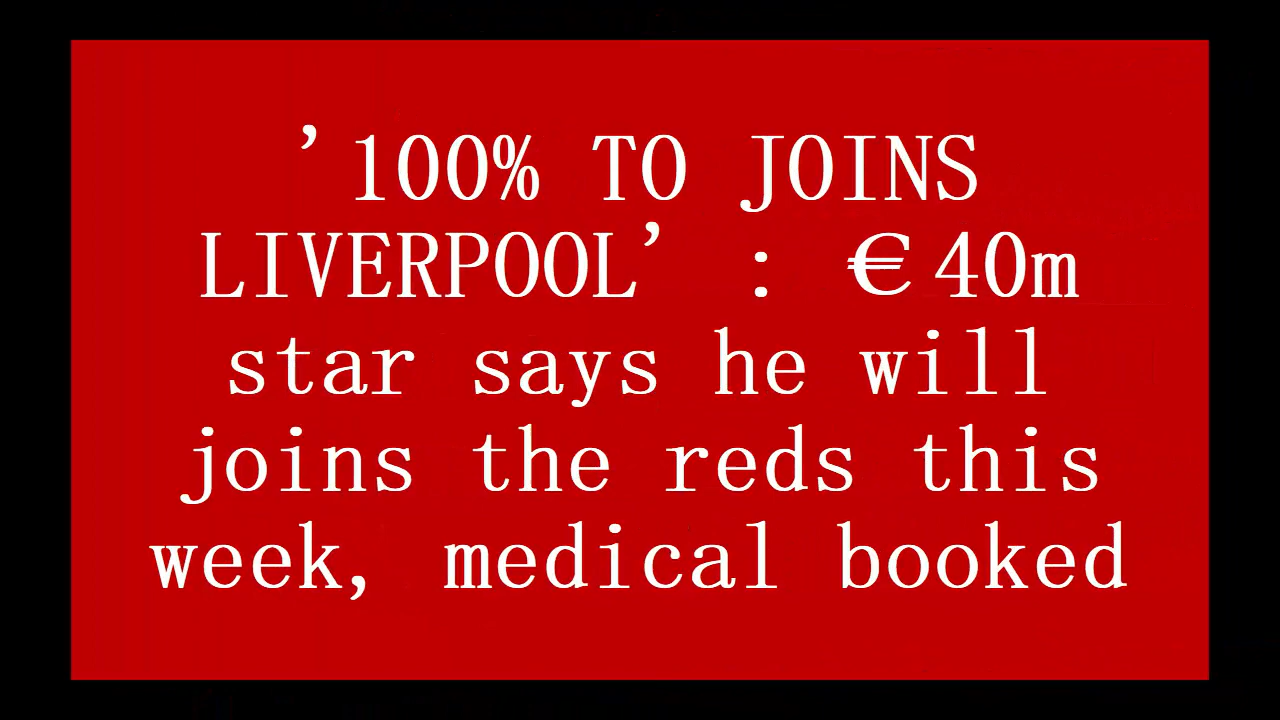 ’100% TO JOINS
LIVERPOOL’ : €40m
star says he will
joins the reds this
week, medical booked